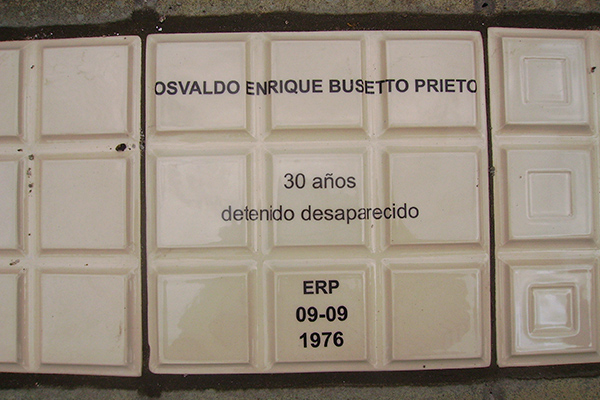 OSVALDO ENRIQUE BUSETTO PRIETO
30 años
detenido desaparecido
ERP
09-09
1976